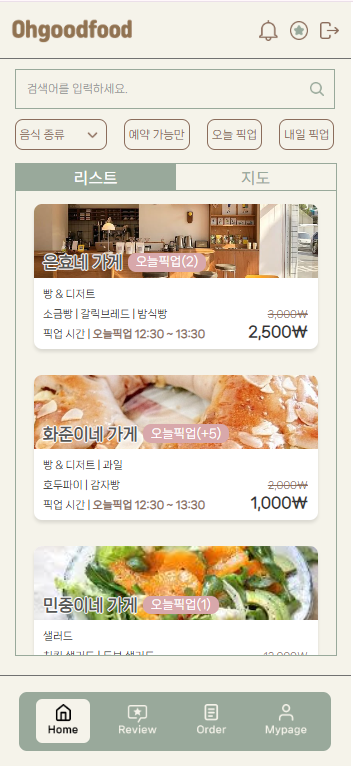 Ohgoodfood
검색어를 입력하세요.
음식 종류 예약 가능만 오늘 픽업 내일 픽업
리스트 지도
은효네 가게 오늘픽업(2)
빵 & 디저트
소금빵 | 갈릭브레드 | 밤식빵 3,000₩
픽업 시간 | 오늘픽업 12:30 ~ 13:30 2,500₩
화준이네 가게 오늘픽업(+5)
빵 & 디저트 | 과일
호두파이 | 감자빵 2,000₩
픽업 시간 | 오늘픽업 12:30 ~ 13:30 1,000₩
민중이네 가게 오늘픽업(1)
샐러드
Home Review Order Mypage